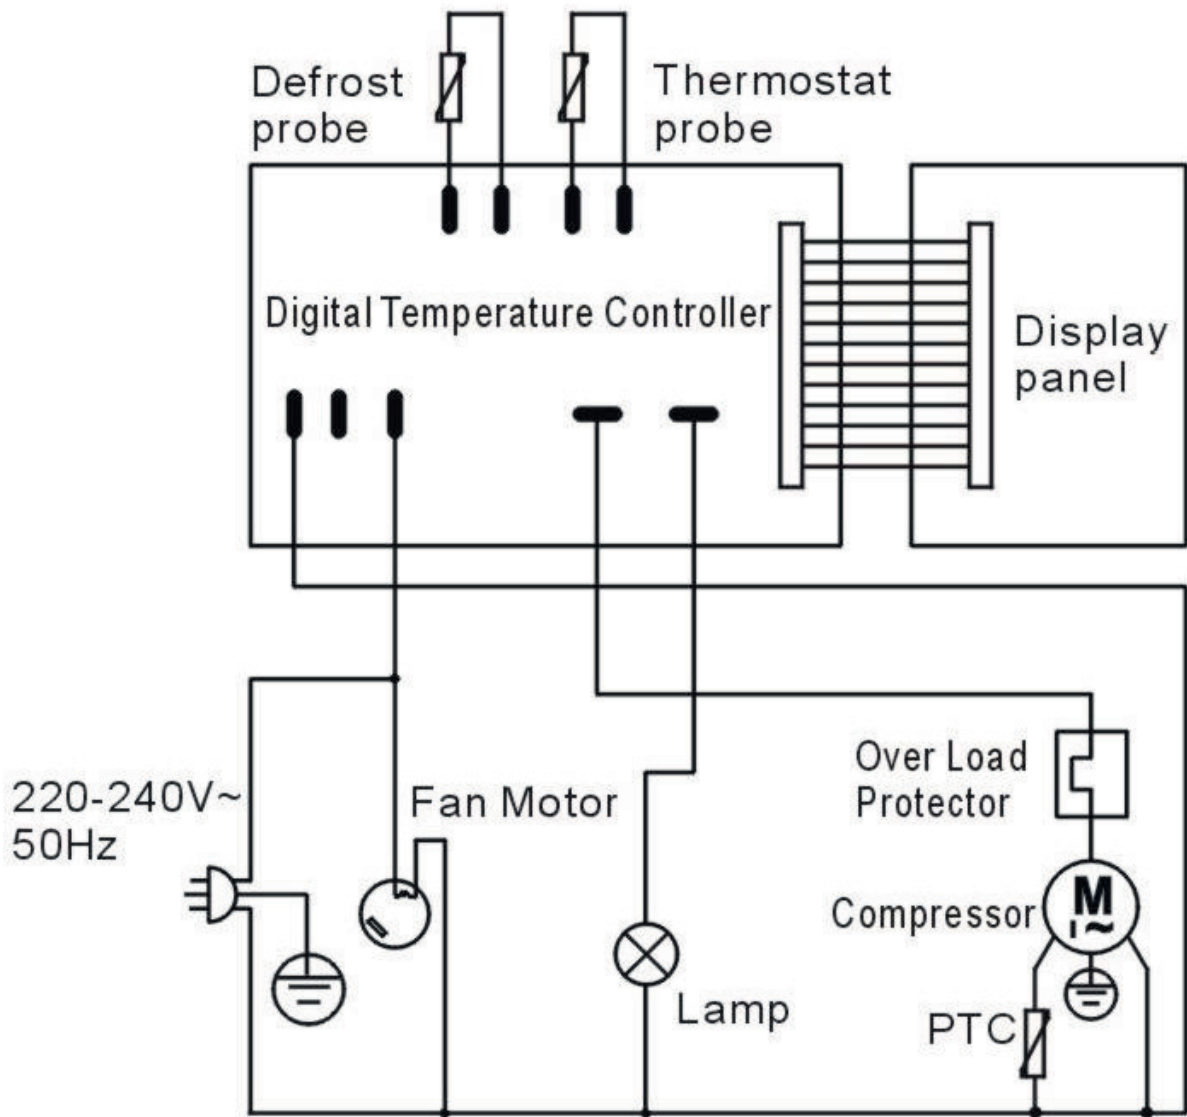 Defrost
probe
Thermostat
probe
Digital Temperature Controller
Display
panel
220-240V~
50Hz
Fan Motor
Over Load
Protector
Compressor
M
I~
Lamp
PTC